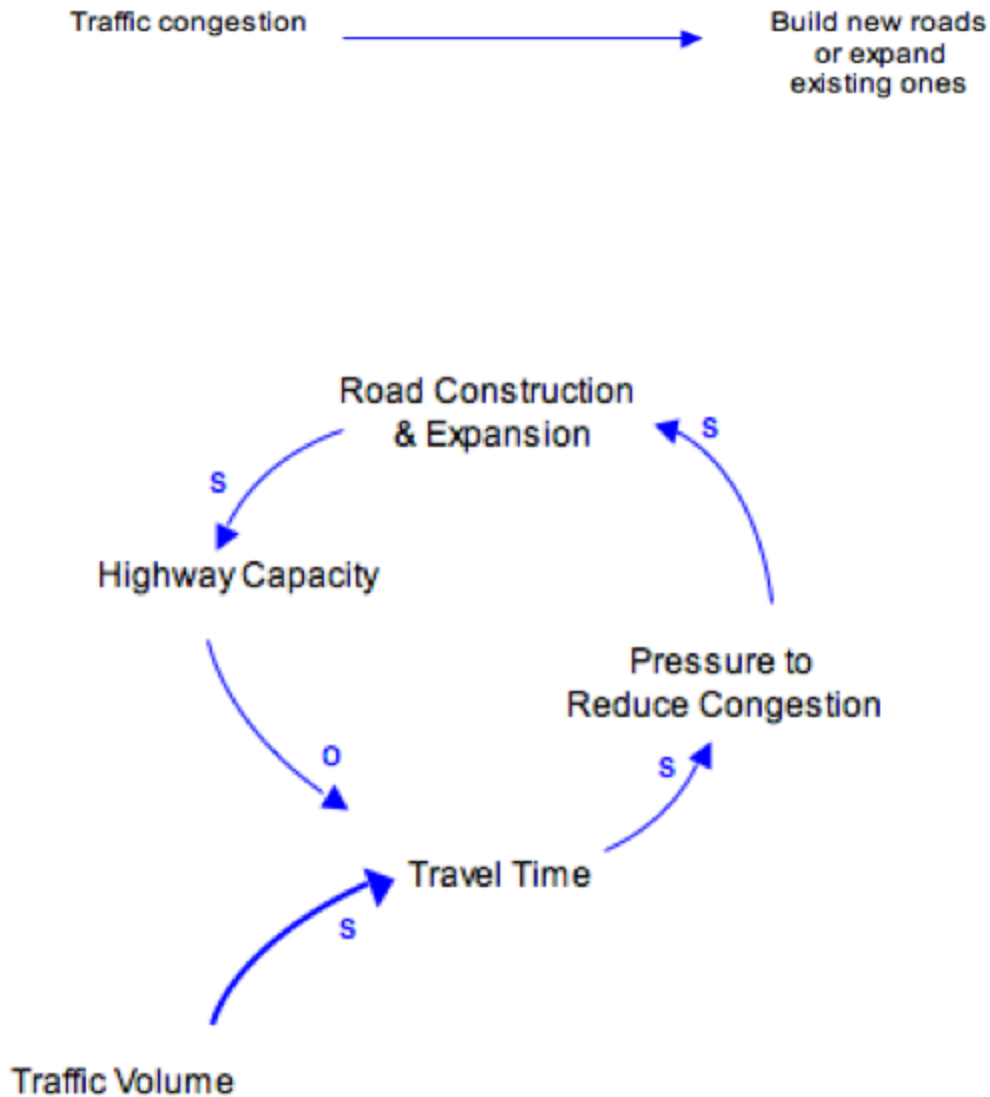 Traffic congestion
Build new roads
or expand
existing ones
Road Construction
& Expansion
S
S
Highway Capacity
Pressure to
Reduce Congestion
O
S
Travel Time
S
Traffic Volume